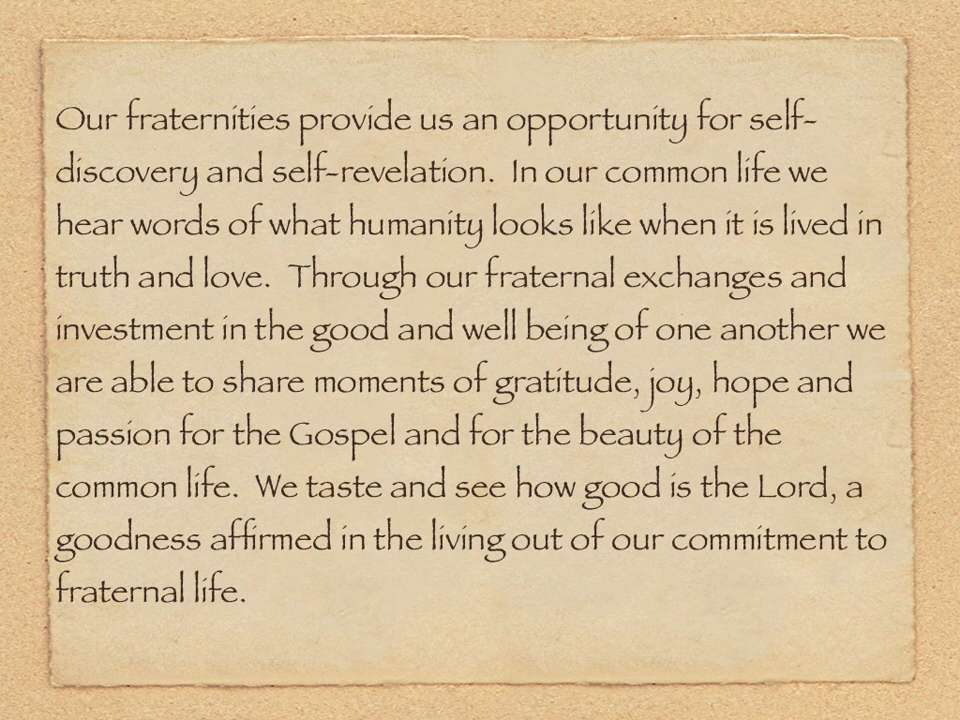 Our fraternities provide us an opportunity for self-
discovery and self-revelation.  In our common life we
hear words of what humanity looks like when it is lived in
truth and love.  Through our fraternal exchanges and
investment in the good and well being of one another we
are able to share moments of gratitude, joy, hope and
passion for the Gospel and for the beauty of the
common life.  We taste and see how good is the Lord, a
goodness affirmed in the living out of our commitment to
fraternal life.